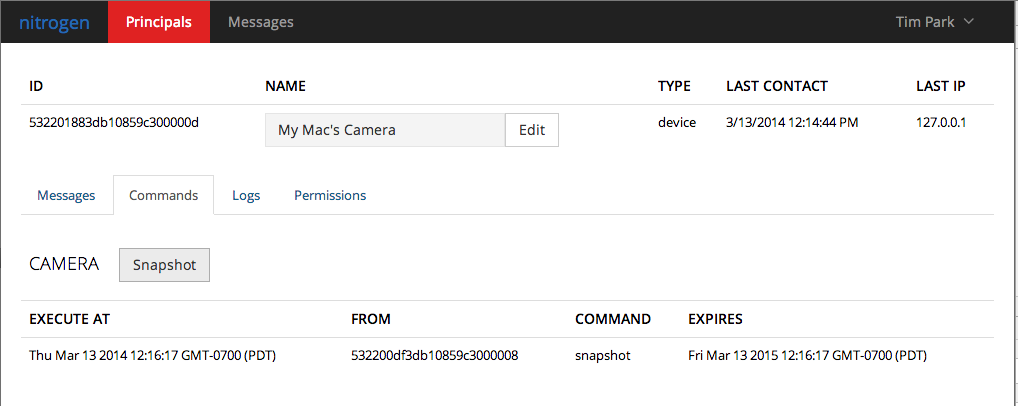 nitrogen Principals Messages Tim Park
ID NAME TYPE LAST CONTACT LAST IP
532201883db10859c300000d My Mac's Camera Edit device 3/13/2014 12:14:44 PM 127.0.0.1
Messages Commands Logs Permissions
CAMERA Snapshot
EXECUTE AT FROM COMMAND EXPIRES
Thu Mar 13 2014 12:16:17 GMT-0700 (PDT) 532200df3db10859c3000008 snapshot Fri Mar 13 2015 12:16:17 GMT-0700 (PDT)